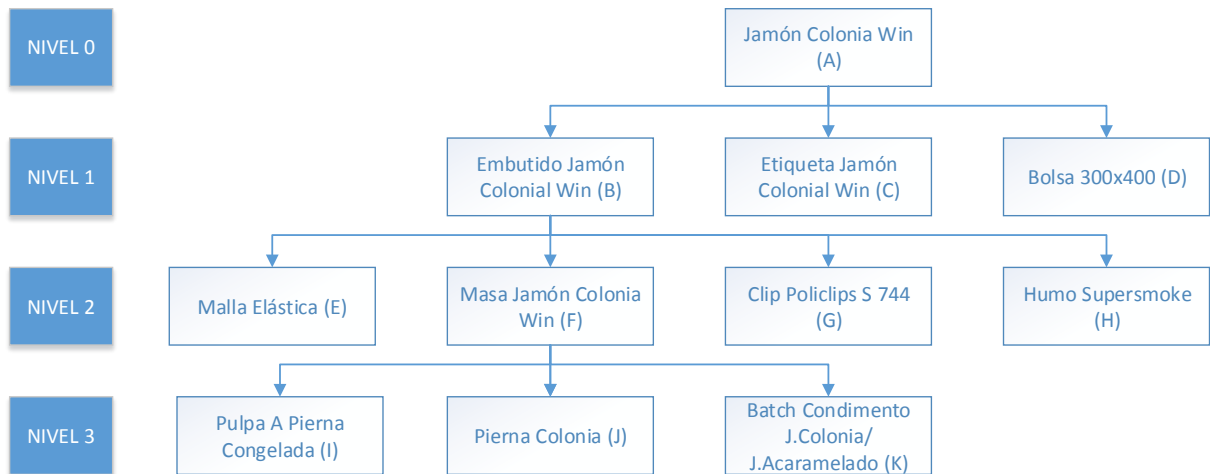 NIVEL 0
Jamón Colonia Win
(A)
NIVEL 1
Embutido Jamón
Colonial Win (B)
Etiqueta Jamón
Colonial Win (C)
Bolsa 300x400 (D)
NIVEL 2
Malla Elástica (E)
Masa Jamón Colonia
Win (F)
Clip Policlips S 744
(G)
Humo Supersmoke
(H)
NIVEL 3
Pulpa A Pierna
Congelada (I)
Pierna Colonia (J)
Batch Condimento
J.Colonia/
J.Acaramelado (K)